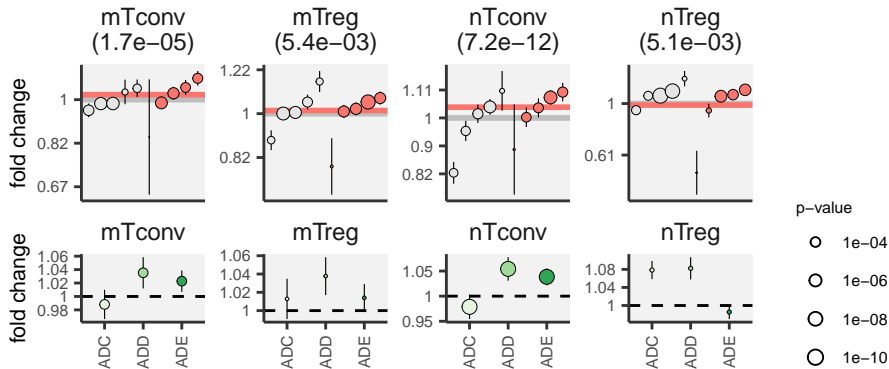 mTconv
(1.7e−05)
mTreg
(5.4e−03)
nTconv
(7.2e−12)
nTreg
(5.1e−03)
fold change
1
0.82
0.67
1.22
1
0.82
1.11
1
0.9
0.82
1
0.61
mTconv
mTreg
nTconv
nTreg
fold change
1.06
1.04
1.02
1
0.98
1.06
1.04
1.02
1
1.05
1
0.95
1.08
1.04
1
ADC
ADD
ADE
ADC
ADD
ADE
ADC
ADD
ADE
ADC
ADD
ADE
p−value
1e−04
1e−06
1e−08
1e−10